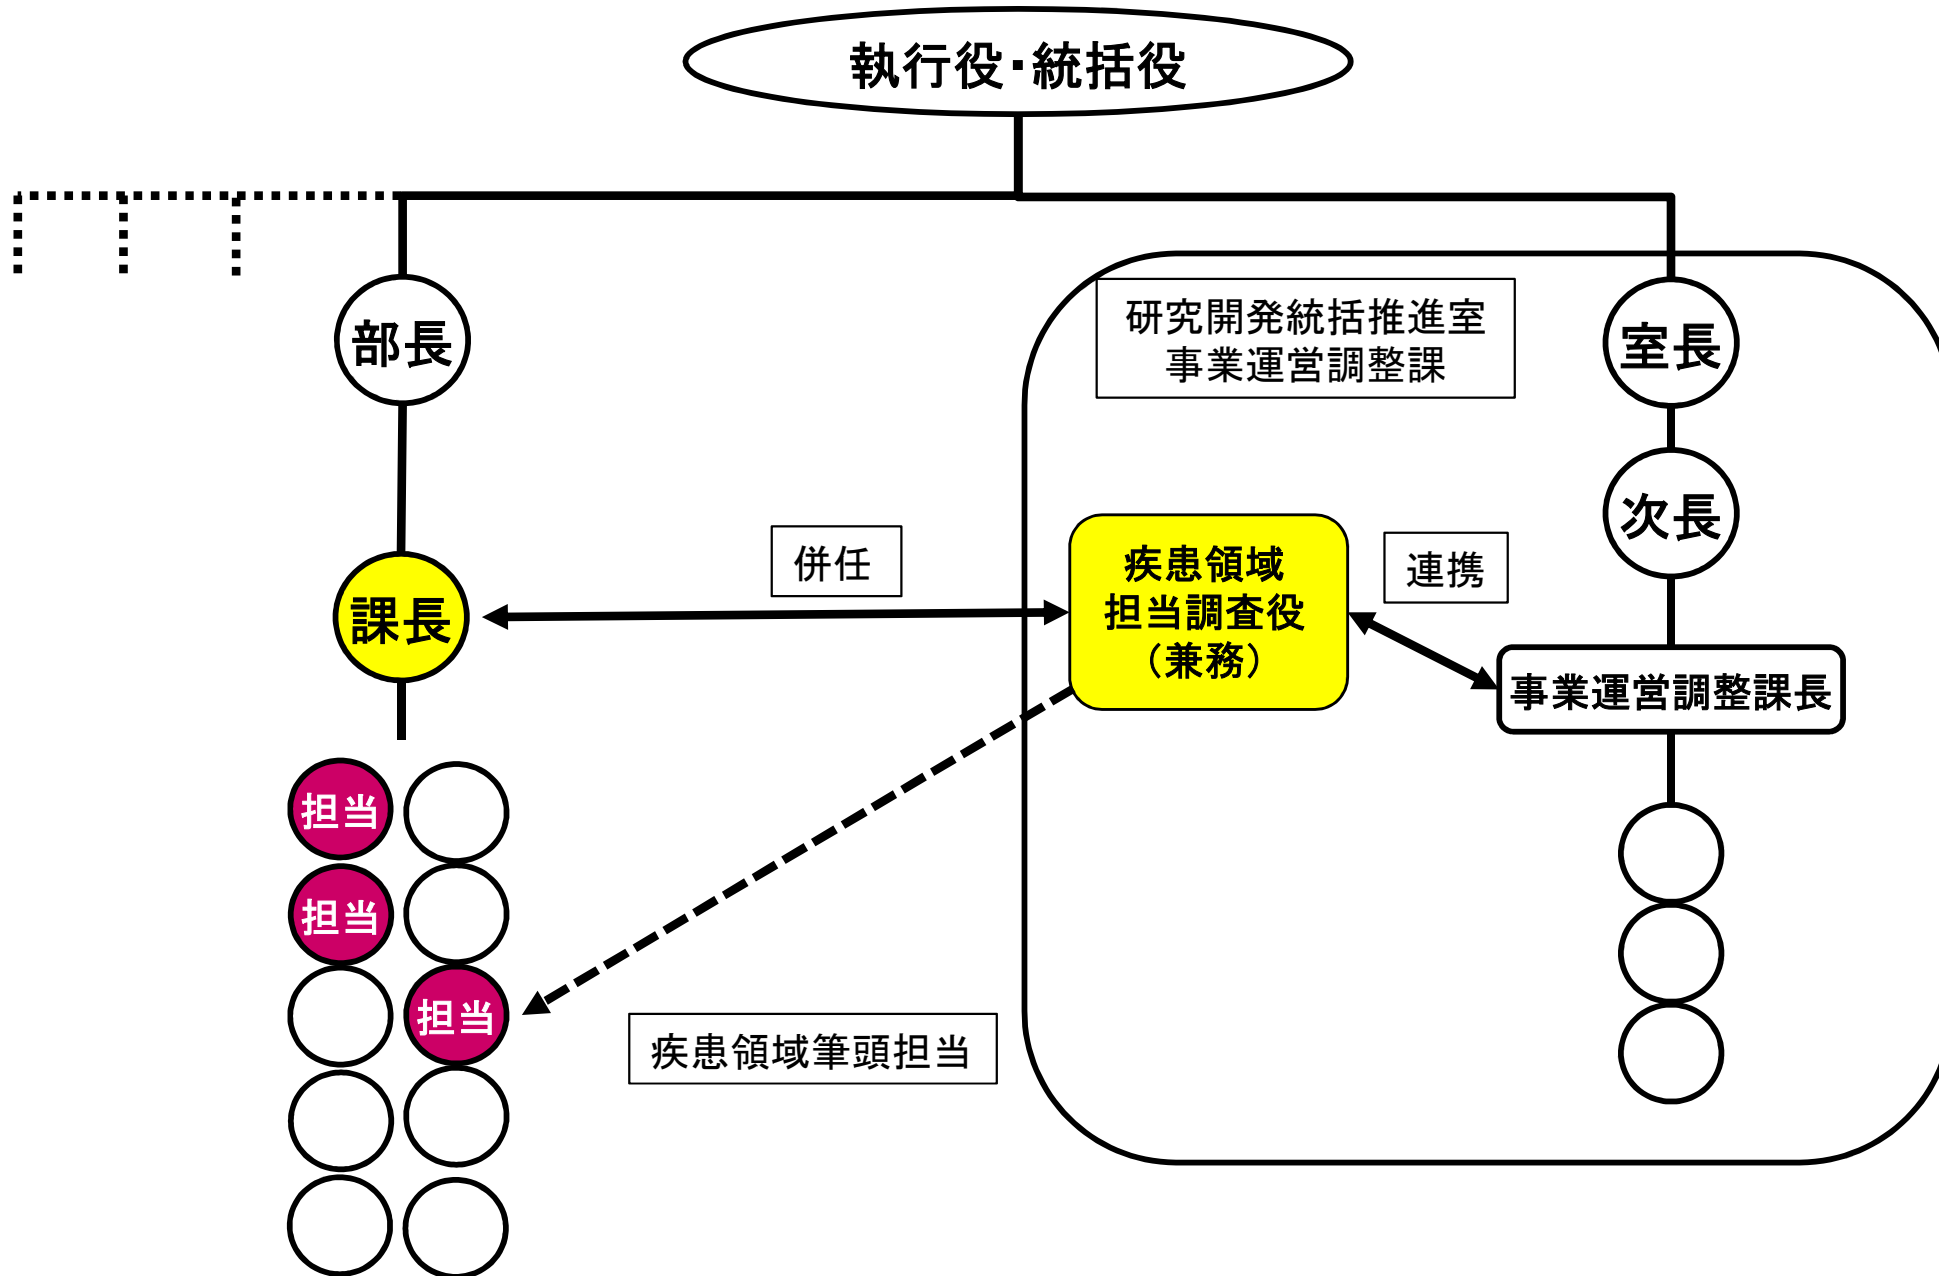 執行役・統括役
部長
研究開発統括推進室
事業運営調整課
室長
次長
課長
併任
疾患領域
担当調査役
（兼務）
連携
事業運営調整課長
担当
担当
担当
疾患領域筆頭担当